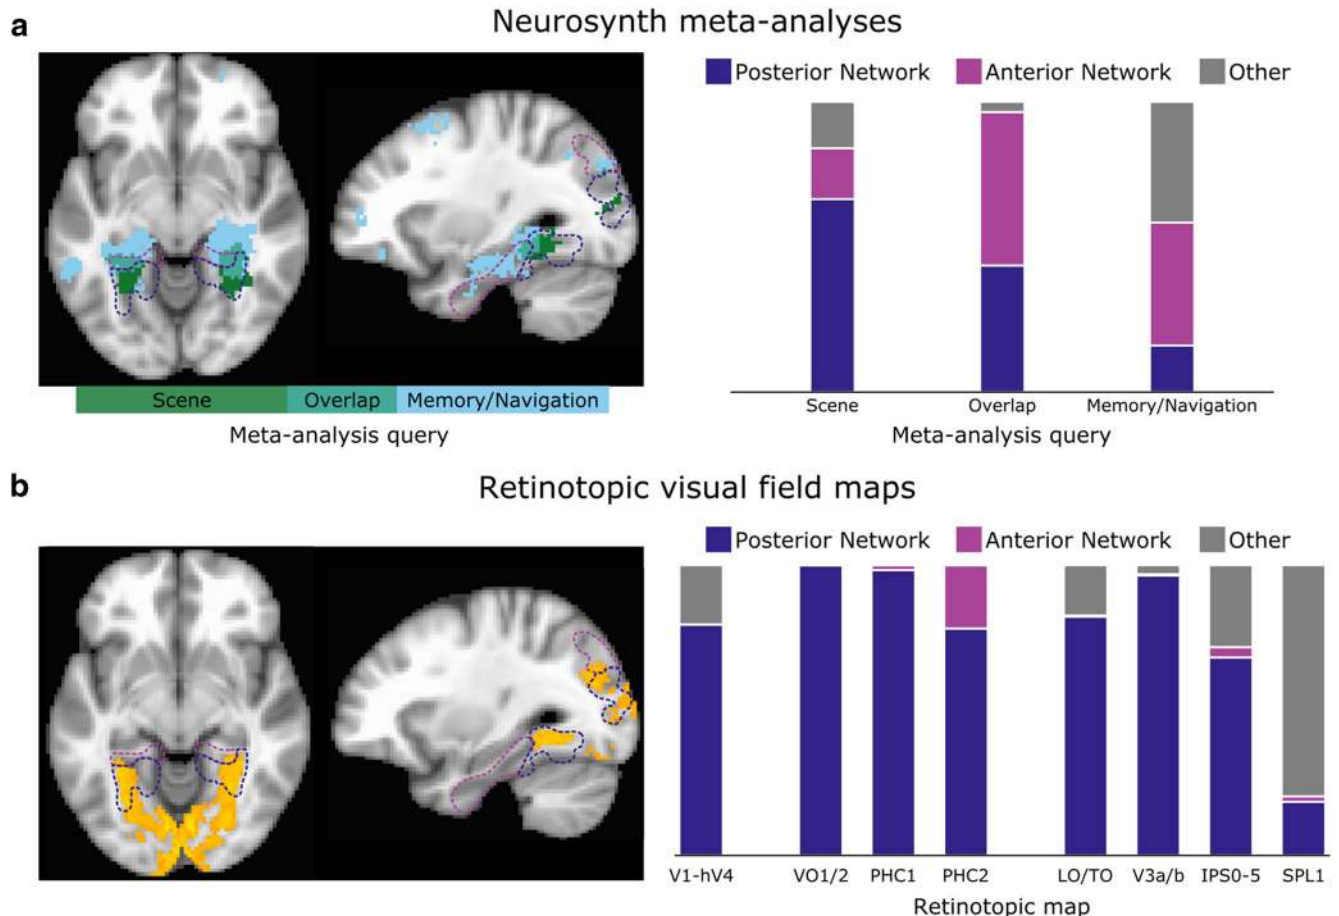 a
Neurosynth meta-analyses
Posterior Network Anterior Network Other
Scene Overlap Memory/Navigation
Meta-analysis query
Scene Overlap Memory/Navigation
Meta-analysis query
b
Retinotopic visual field maps
Posterior Network Anterior Network Other
V1-hV4 VO1/2 PHC1 PHC2 LO/TO V3a/b IPS0-5 SPL1
Retinotopic map